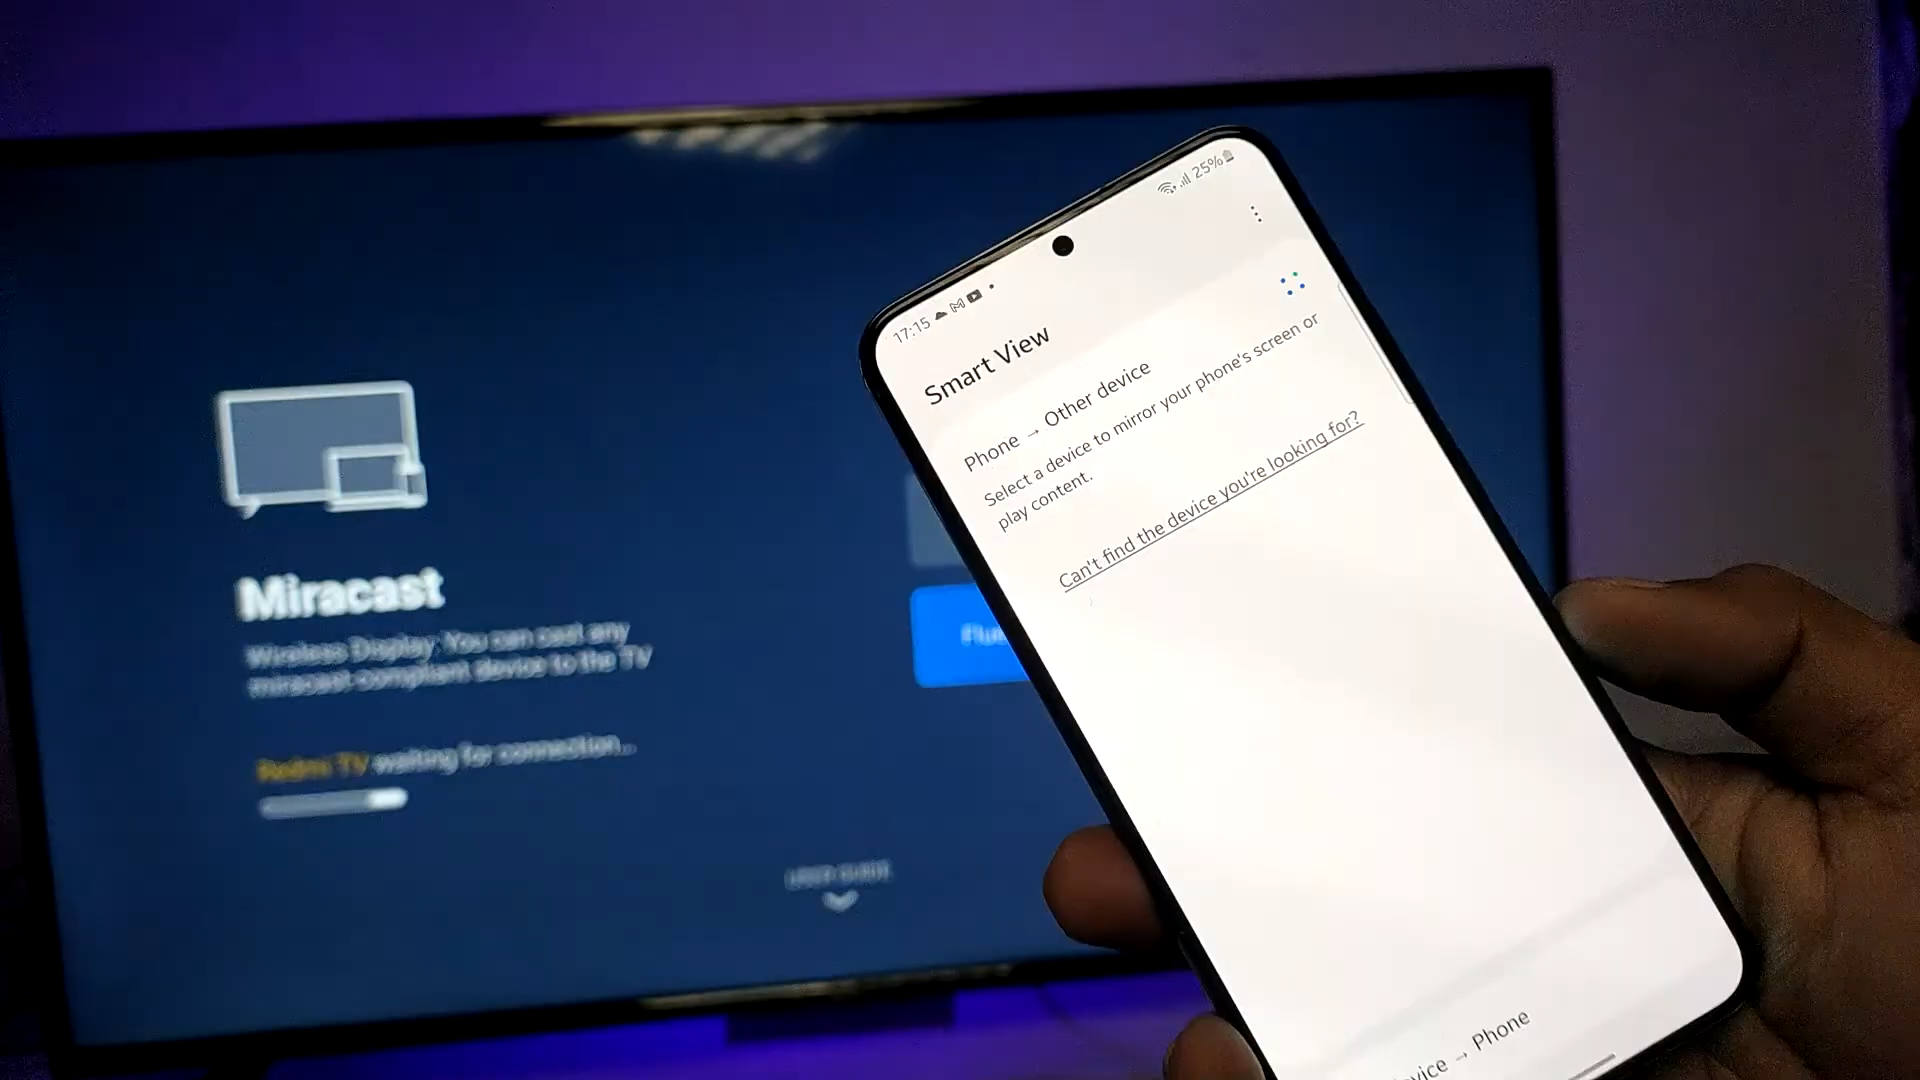 Miracast
Wireless Display: You can cast any
miracast compliant device to the TV
Redmi TV waiting for connection...
USER GUIDE
17:15
25%
Smart View
Phone → Other device
Select a device to mirror your phone's screen or
play content.
Can't find the device you're looking for?
→ Phone